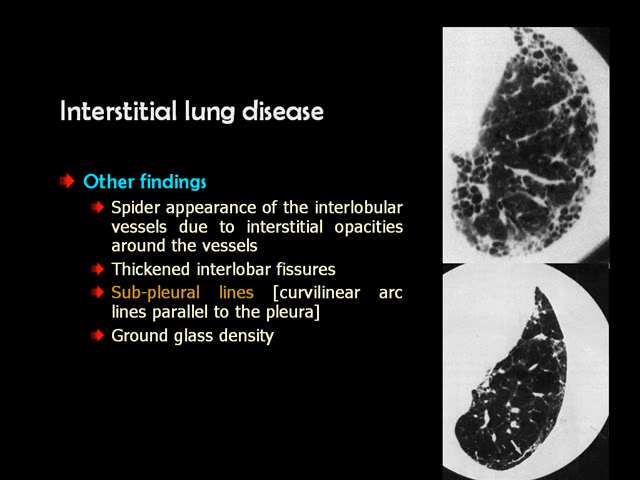 Interstitial lung disease
Other findings
Spider appearance of the interlobular
vessels due to interstitial opacities
around the vessels
Thickened interlobar fissures
Sub-pleural lines [curvilinear arc
lines parallel to the pleura]
Ground glass density